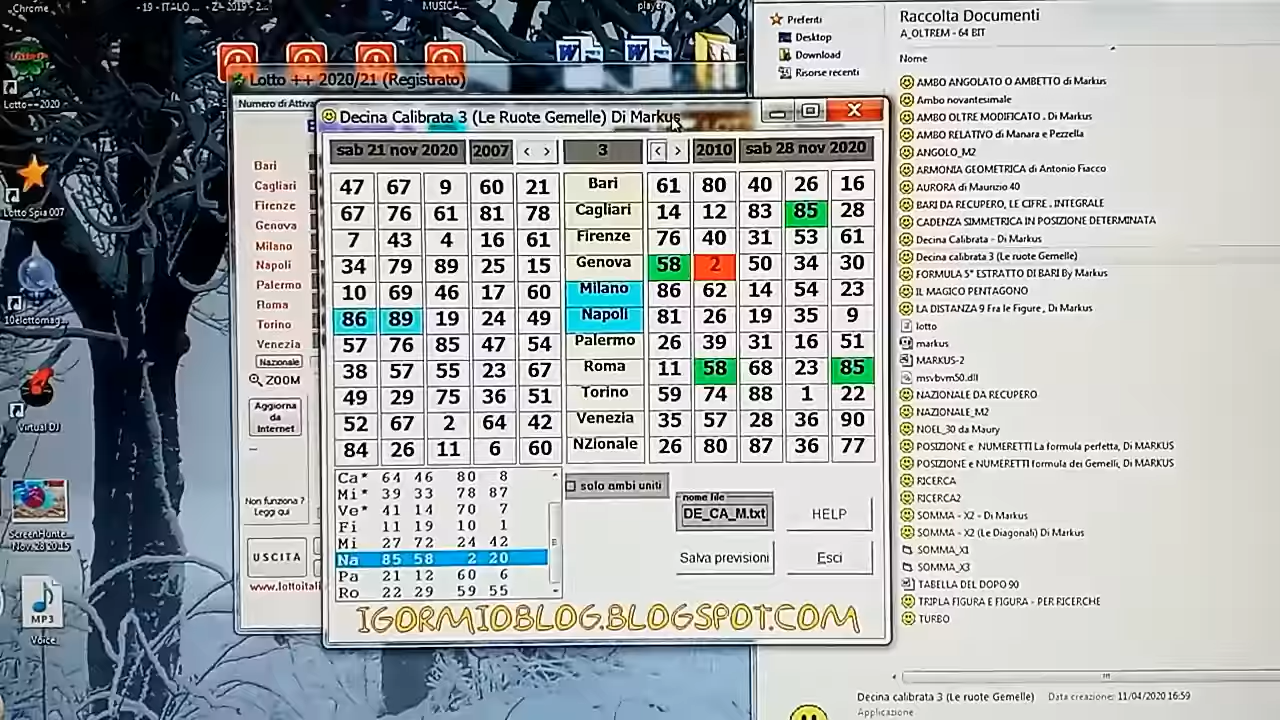 Chrome
- 19 - ITALO ...
MUSICA...
player
Lotto++2020
Lotto Spia 007
10elottomag...
Virtual DJ
ScreenHunte...
Nov 28 20:15
MP3
Voice
Lotto ++ 2020/21 (Registrato)
Numero di Attiva
Bari
Cagliari
Firenze
Genova
Milano
Napoli
Palermo
Roma
Torino
Venezia
Nazionale
ZOOM
Aggiorna
da
Internet
Non funziona ?
Leggi qui
USCITA
www.lottoitali
Decina Calibrata 3 (Le Ruote Gemelle) Di Markus
sab 21 nov 2020 2007 < > 3 < > 2010 sab 28 nov 2020
47 67 9 60 21 Bari 61 80 40 26 16
67 76 61 81 78 Cagliari 14 12 83 85 28
7 43 4 16 61 Firenze 76 40 31 53 61
34 79 89 25 15 Genova 58 2 50 34 30
10 69 46 17 60 Milano 86 62 14 54 23
86 89 19 24 49 Napoli 81 26 19 35 9
57 76 85 47 54 Palermo 26 39 31 16 51
38 57 55 23 67 Roma 11 58 68 23 85
49 29 75 36 51 Torino 59 74 88 1 22
52 67 2 64 42 Venezia 35 57 28 36 90
84 26 11 6 60 NZionale 26 80 87 36 77
Ca* 64 46 80 8
Mi* 39 33 78 87
Ve* 41 14 70 7
Fi 11 19 10 1
Mi 27 72 24 42
Na 85 58 2 20
Pa 21 12 60 6
Ro 22 29 59 55
solo ambi uniti
nome file
DE_CA_M.txt
HELP
Salva previsioni
Esci
IGORMIOBLOG.BLOGSPOT.COM
Preferiti
Desktop
Download
Risorse recenti
Raccolta Documenti
A_OLTREM - 64 BIT
Nome
AMBO ANGOLATO O AMBETTO di Markus
Ambo novantesimale
AMBO OLTRE MODIFICATO . Di Markus
AMBO RELATIVO di Manara e Pezzella
ANGOLO_M2
ARMONIA GEOMETRICA di Antonio Fiacco
AURORA di Maurizio 40
BARI DA RECUPERO, LE CIFRE . INTEGRALE
CADENZA SIMMETRICA IN POSIZIONE DETERMINATA
Decina Calibrata - Di Markus
Decina calibrata 3 (Le ruote Gemelle)
FORMULA 5° ESTRATTO DI BARI By Markus
IL MAGICO PENTAGONO
LA DISTANZA 9 Fra le Figure , Di Markus
lotto
markus
MARKUS-2
msvbvm50.dll
NAZIONALE DA RECUPERO
NAZIONALE_M2
NOEL_30 da Maury
POSIZIONE e NUMERETTI La formula perfetta, Di MARKUS
POSIZIONE e NUMERETTI formula dei Gemelli, Di MARKUS
RICERCA
RICERCA2
SOMMA - X2 - Di Markus
SOMMA - X2 (Le Diagonali) Di Markus
SOMMA_X1
SOMMA_X3
TABELLA DEL DOPO 90
TRIPLA FIGURA E FIGURA - PER RICERCHE
TURBO
Decina calibrata 3 (Le ruote Gemelle) Data creazione: 11/04/2020 16:59
Applicazione